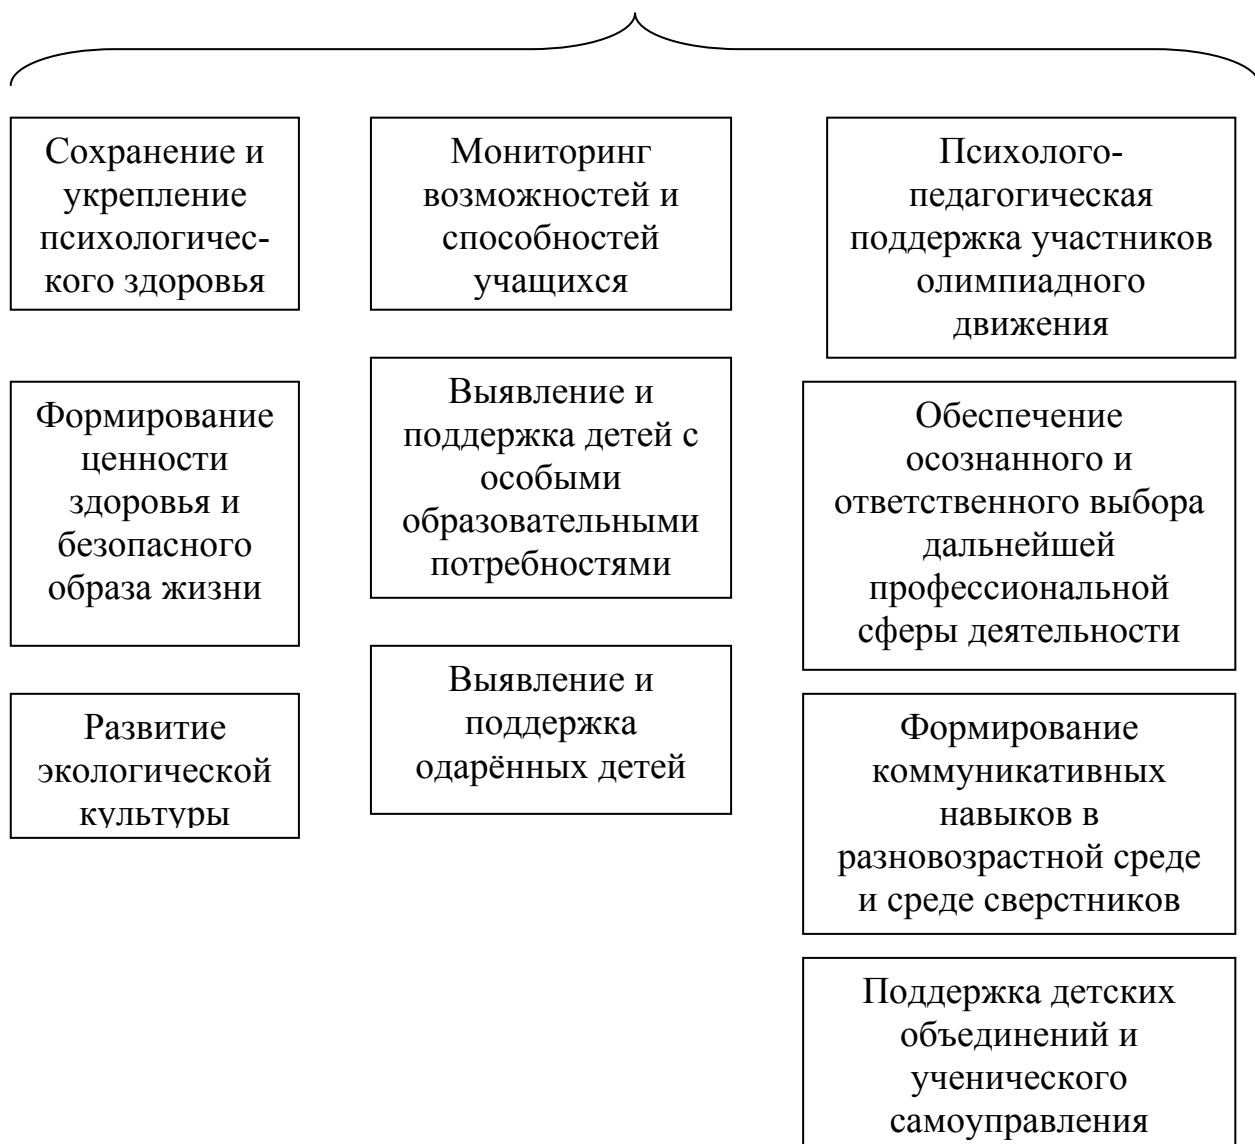 Сохранение и
укрепление
психологичес-
кого здоровья
Формирование
ценности
здоровья и
безопасного
образа жизни
Развитие
экологической
культуры
Мониторинг
возможностей и
способностей
учащихся
Выявление и
поддержка детей с
особыми
образовательными
потребностями
Выявление и
поддержка
одарённых детей
Психолого-
педагогическая
поддержка участников
олимпиадного
движения
Обеспечение
осознанного и
ответственного выбора
дальнейшей
профессиональной
сферы деятельности
Формирование
коммуникативных
навыков в
разновозрастной среде
и среде сверстников
Поддержка детских
объединений и
ученического
самоуправления